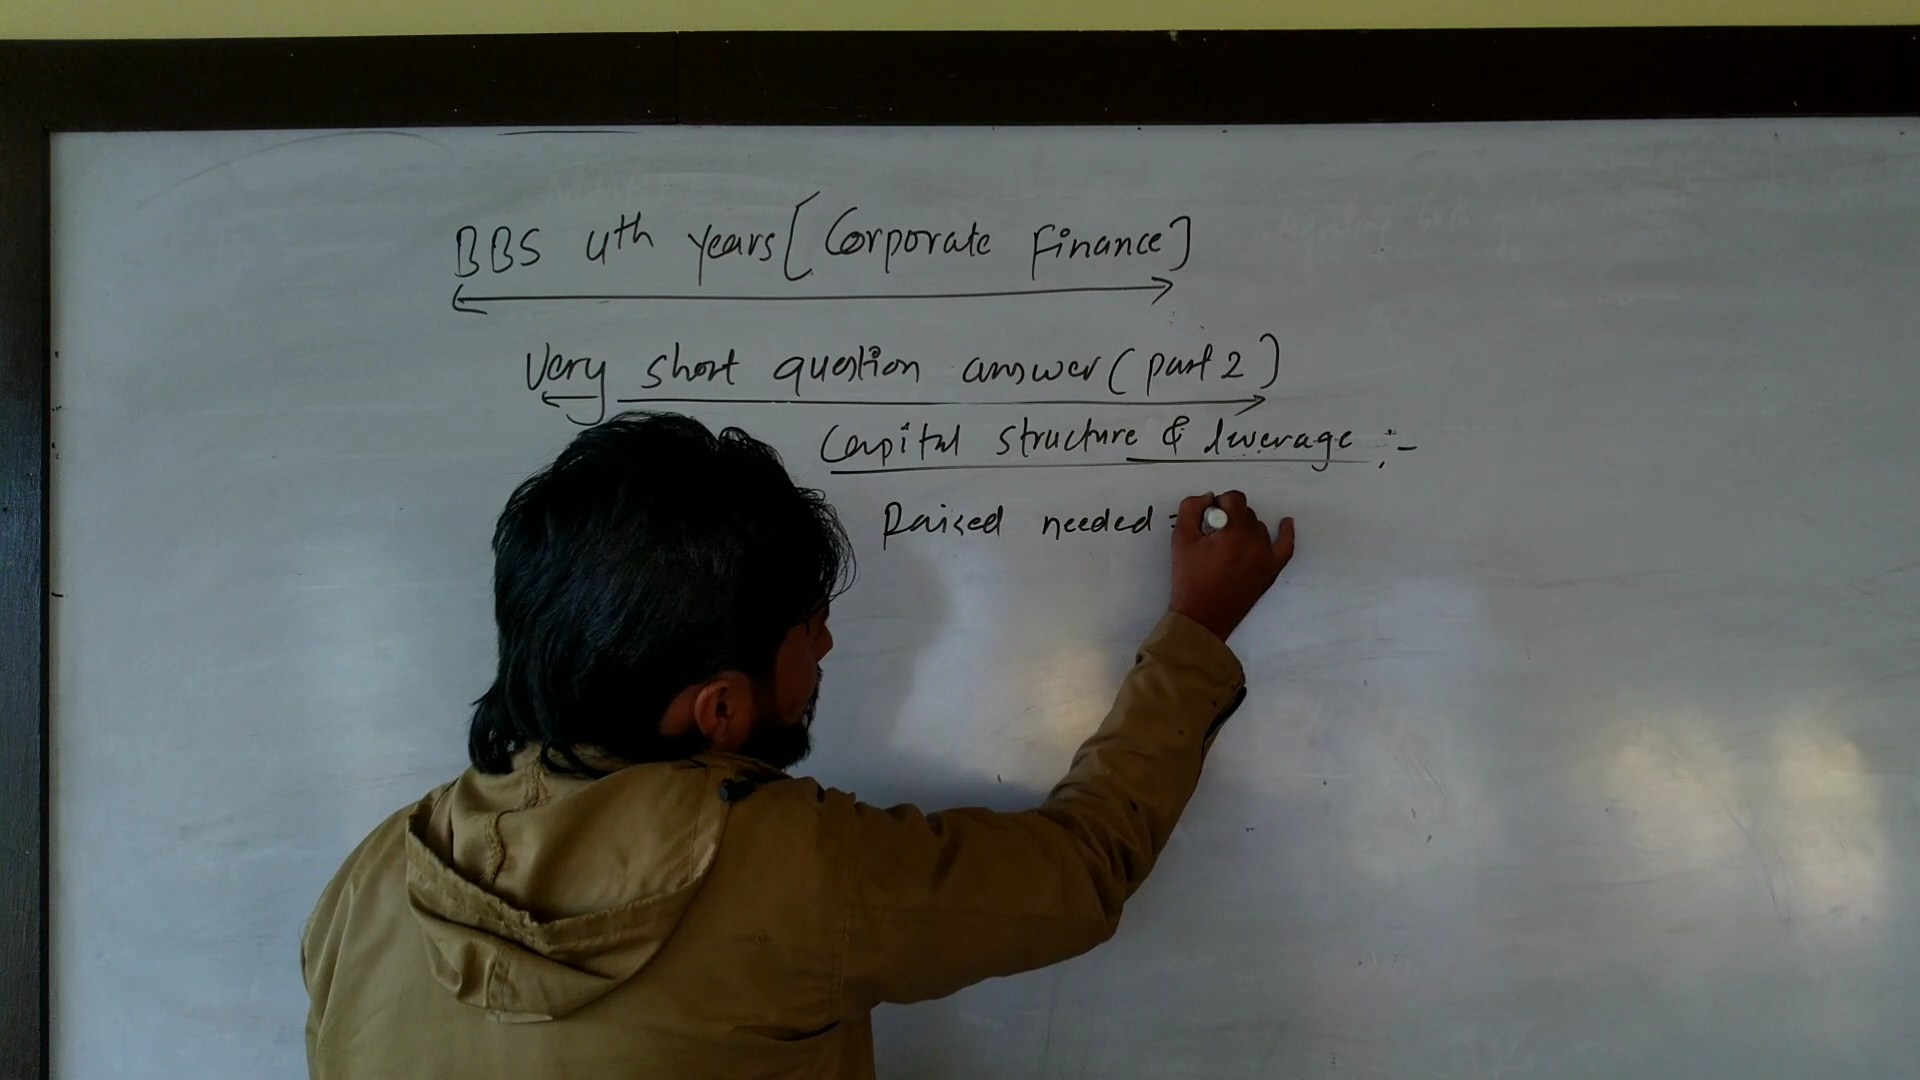 BBS 4th years [Corporate Finance]
Very short question answer (part 2)
Capital structure & leverage :-
Raised needed =